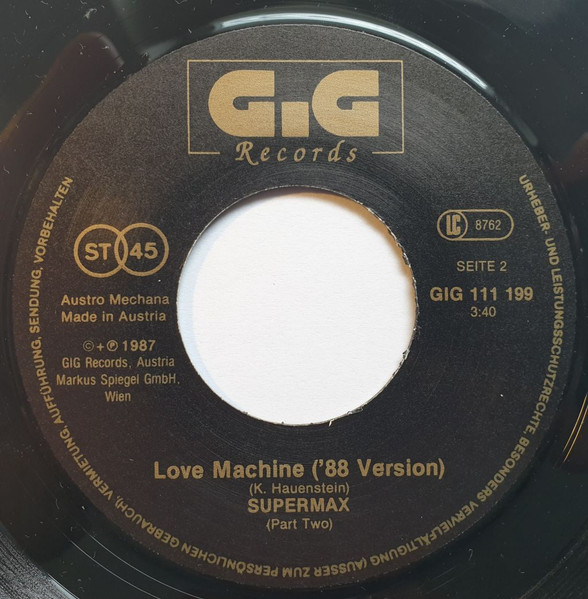 GiG
Records
LC 8762
SEITE 2
GIG 111 199
3:40
ST 45
Austro Mechana
Made in Austria
©+℗ 1987
GIG Records, Austria
Markus Spiegel GmbH,
Wien
Love Machine ('88 Version)
(K. Hauenstein)
SUPERMAX
(Part Two)
URHEBER- UND LEISTUNGSSCHUTZRECHTE BESONDERS VERVIELFÄLTIGUNG (AUSSER ZUM PERSÖNLICHEN GEBRAUCH), VERMIETUNG, AUFFÜHRUNG, SENDUNG, VORBEHALTEN